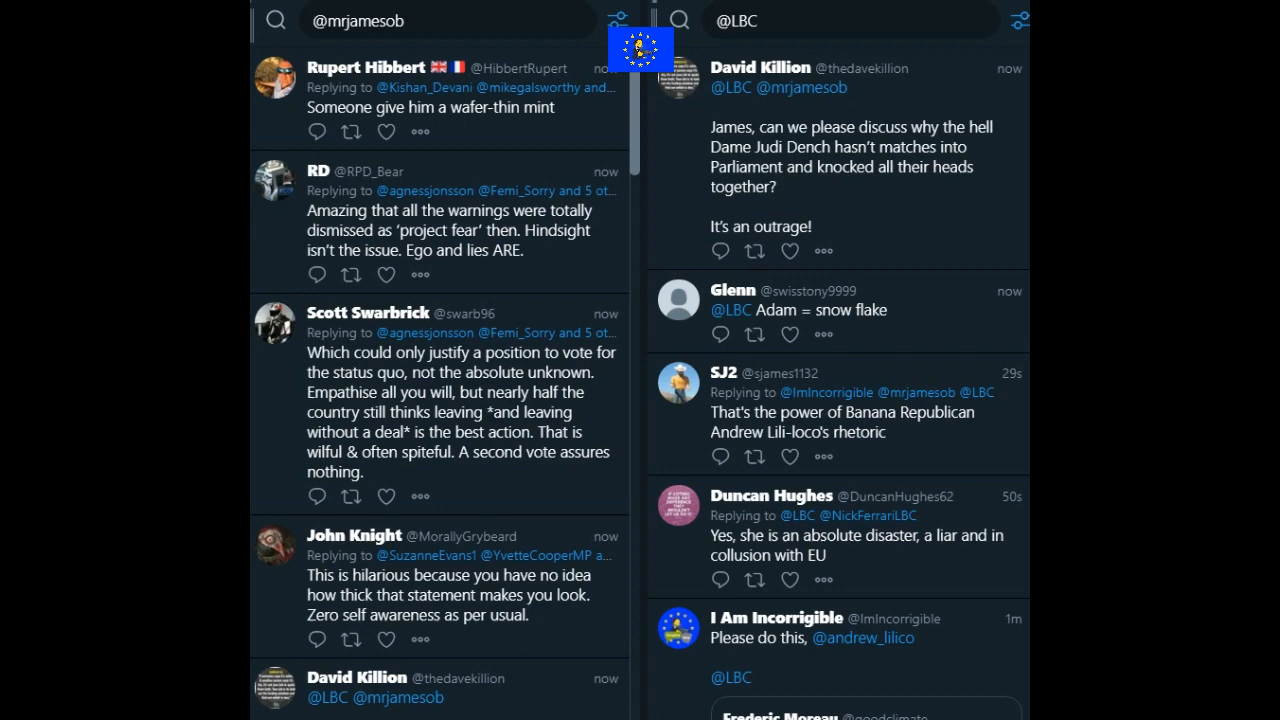 @mrjamesob
Rupert Hibbert @HibbertRupert now
Replying to @Kishan_Devani @mikegalsworthy and...
Someone give him a wafer-thin mint
RD @RPD_Bear now
Replying to @agnessjonsson @Femi_Sorry and 5 ot...
Amazing that all the warnings were totally
dismissed as ‘project fear’ then. Hindsight
isn’t the issue. Ego and lies ARE.
Scott Swarbrick @swarb96 now
Replying to @agnessjonsson @Femi_Sorry and 5 ot...
Which could only justify a position to vote for
the status quo, not the absolute unknown.
Empathise all you will, but nearly half the
country still thinks leaving *and leaving
without a deal* is the best action. That is
wilful & often spiteful. A second vote assures
nothing.
John Knight @MorallyGrybeard now
Replying to @SuzanneEvans1 @YvetteCooperMP a...
This is hilarious because you have no idea
how thick that statement makes you look.
Zero self awareness as per usual.
David Killion @thedavekillion now
@LBC @mrjamesob
@LBC
David Killion @thedavekillion now
@LBC @mrjamesob
James, can we please discuss why the hell
Dame Judi Dench hasn’t matches into
Parliament and knocked all their heads
together?
It’s an outrage!
Glenn @swisstony9999 now
@LBC Adam = snow flake
SJ2 @sjames1132 29s
Replying to @ImIncorrigible @mrjamesob @LBC
That's the power of Banana Republican
Andrew Lili-loco's rhetoric
Duncan Hughes @DuncanHughes62 50s
Replying to @LBC @NickFerrariLBC
Yes, she is an absolute disaster, a liar and in
collusion with EU
I Am Incorrigible @ImIncorrigible 1m
Please do this, @andrew_lilico
@LBC
Frederic Moreau @goodclimate